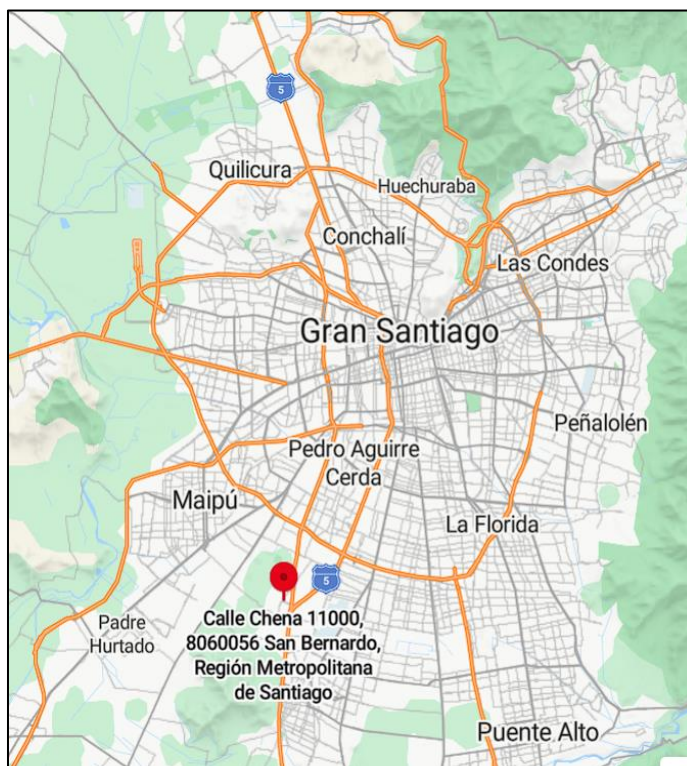 5
Quilicura
Huechuraba
Conchalí
Las Condes
Gran Santiago
Peñalolén
Pedro Aguirre
Cerda
Maipú
La Florida
5
Calle Chena 11000,
8060056 San Bernardo,
Región Metropolitana
de Santiago
Padre
Hurtado
Puente Alto